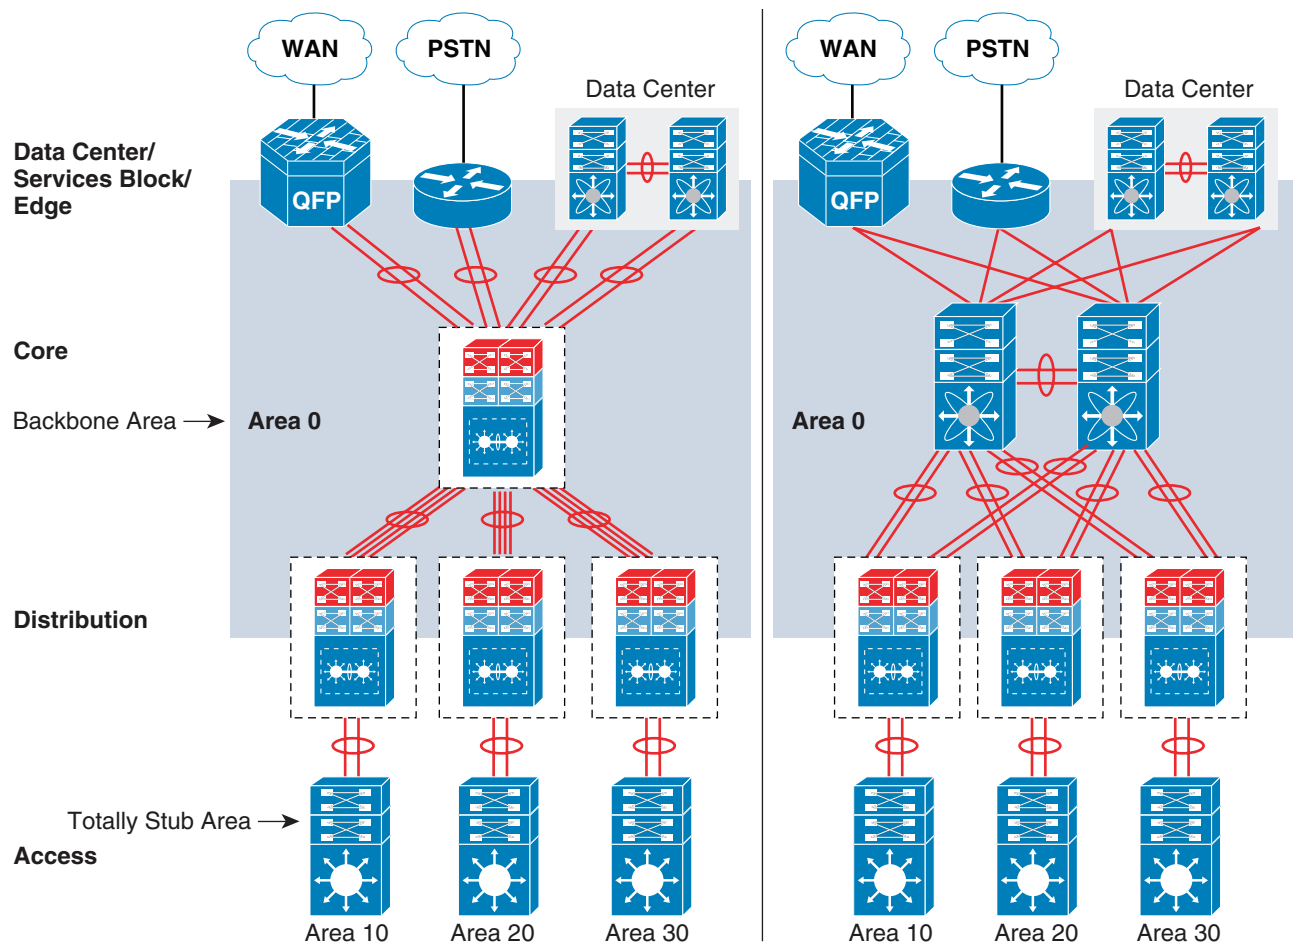 WAN
PSTN
Data Center
WAN
PSTN
Data Center
Data Center/
Services Block/
Edge
QFP
QFP
Core
Backbone Area
Area 0
Area 0
Distribution
Totally Stub Area
Access
Area 10
Area 20
Area 30
Area 10
Area 20
Area 30